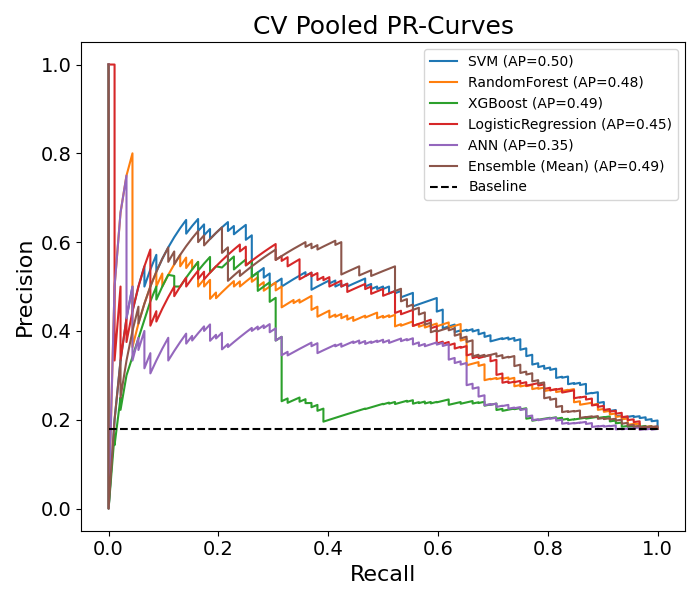 CV Pooled PR-Curves
SVM (AP=0.50)
RandomForest (AP=0.48)
XGBoost (AP=0.49)
LogisticRegression (AP=0.45)
ANN (AP=0.35)
Ensemble (Mean) (AP=0.49)
Baseline
Precision
1.0
0.8
0.6
0.4
0.2
0.0
0.0 0.2 0.4 0.6 0.8 1.0
Recall